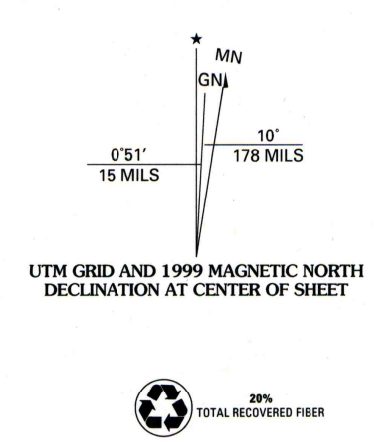 ★
MN
GN
0°51′
15 MILS
10°
178 MILS
UTM GRID AND 1999 MAGNETIC NORTH
DECLINATION AT CENTER OF SHEET
20%
TOTAL RECOVERED FIBER